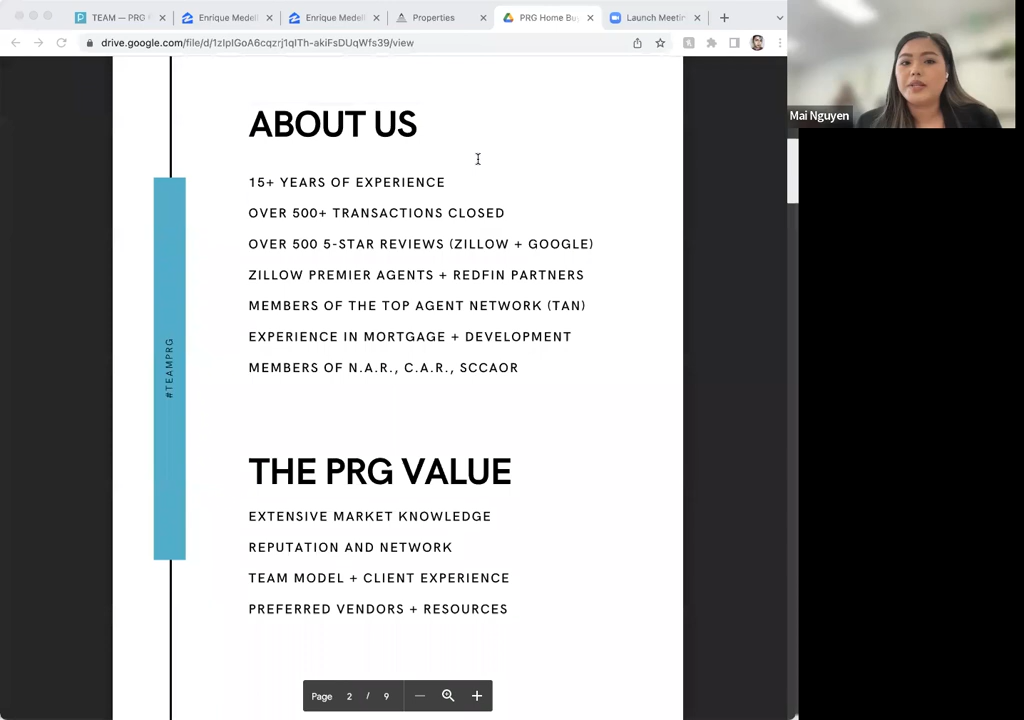 TEAM — PRG
Enrique Medell
Enrique Medell
Properties
PRG Home Bu
Launch Meetin
drive.google.com/file/d/1zIpIGoA6cqzrj1qITh-akiFsDUqWfs39/view
Mai Nguyen
ABOUT US
15+ YEARS OF EXPERIENCE
OVER 500+ TRANSACTIONS CLOSED
OVER 500 5-STAR REVIEWS (ZILLOW + GOOGLE)
ZILLOW PREMIER AGENTS + REDFIN PARTNERS
MEMBERS OF THE TOP AGENT NETWORK (TAN)
EXPERIENCE IN MORTGAGE + DEVELOPMENT
MEMBERS OF N.A.R., C.A.R., SCCAOR
#TEAMPRG
THE PRG VALUE
EXTENSIVE MARKET KNOWLEDGE
REPUTATION AND NETWORK
TEAM MODEL + CLIENT EXPERIENCE
PREFERRED VENDORS + RESOURCES
Page 2 / 9